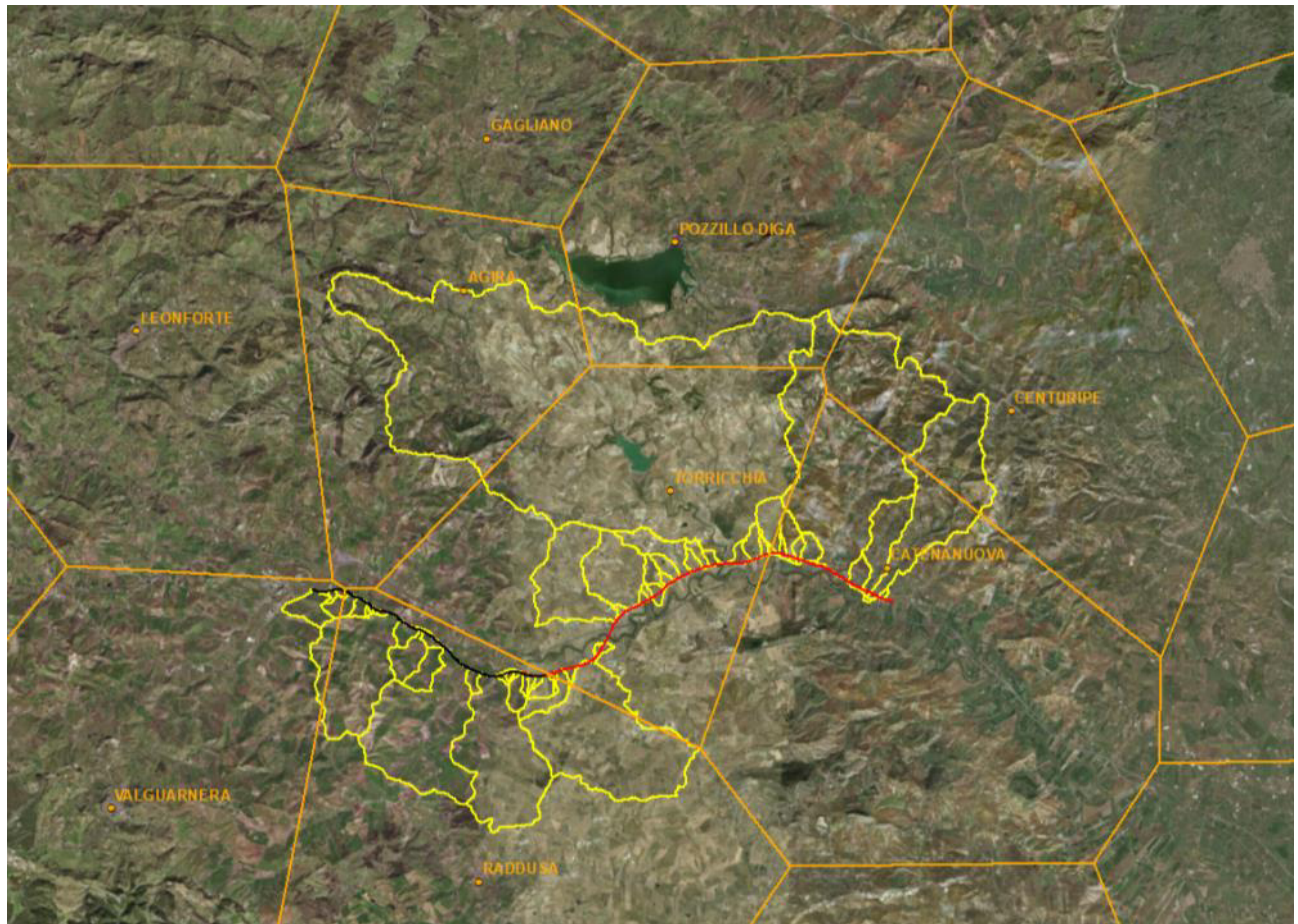 GAGLIANO
POZZILLO DIGA
AGIRA
LEONFORTE
CENTURIPE
TORRICCHIA
CATENANUOVA
VALGUARNERA
RADDUSA